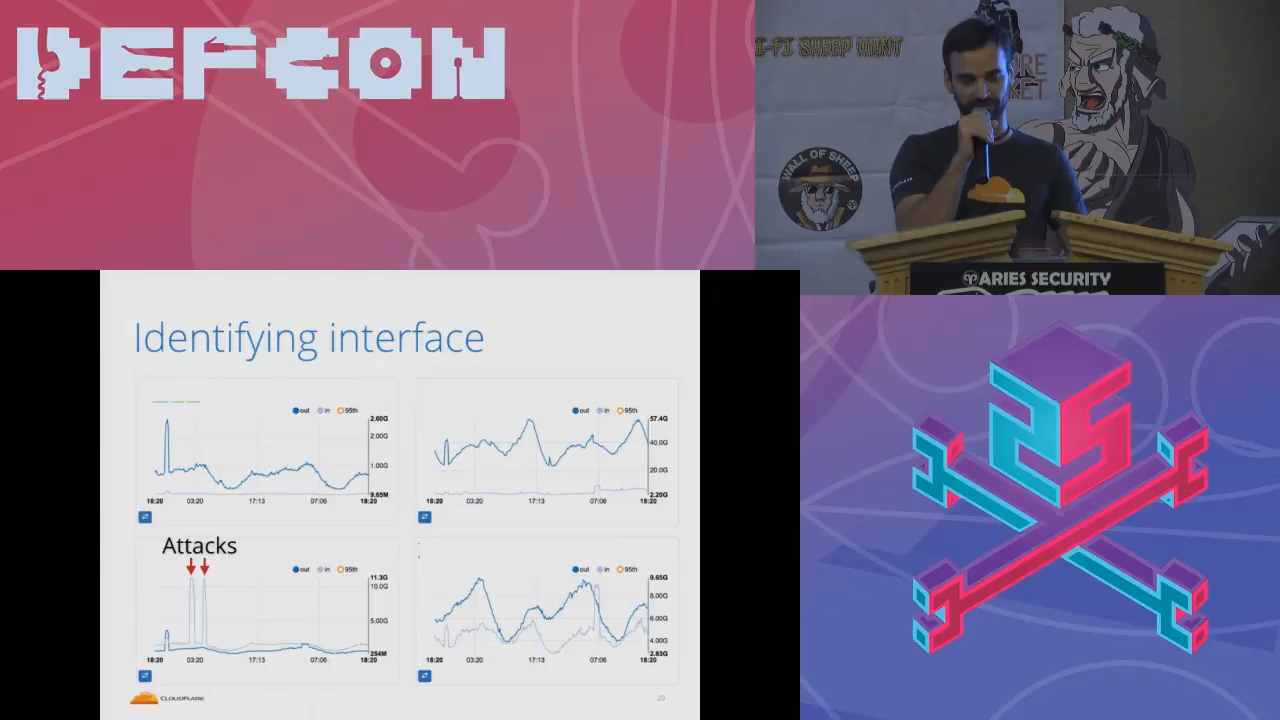 DEFCON
WI-FI SHEEP HUNT
WALL OF SHEEP
ARIES SECURITY
Identifying interface
out in 95th
2.60G
2.00G
1.00G
9.65M
18:20 03:20 17:13 07:06 18:20
out in 95th
57.4G
40.0G
20.0G
2.20G
18:20 03:20 17:13 07:06 18:20
Attacks
out in 95th
11.3G
10.0G
5.00G
254M
18:20 03:20 17:13 07:06 18:20
out in 95th
9.65G
8.00G
6.00G
4.00G
2.83G
18:20 03:20 17:13 07:06 18:20
CLOUDFLARE
29